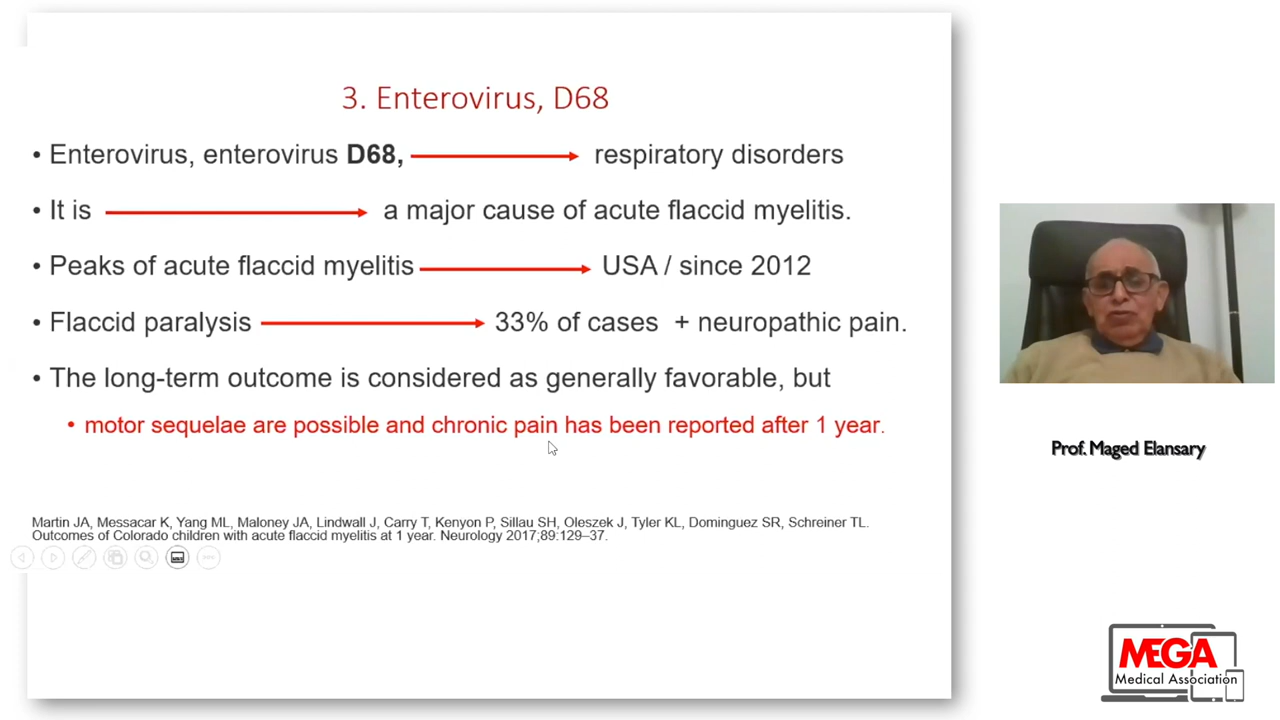 3. Enterovirus, D68
• Enterovirus, enterovirus D68, respiratory disorders
• It is a major cause of acute flaccid myelitis.
• Peaks of acute flaccid myelitis USA / since 2012
• Flaccid paralysis 33% of cases + neuropathic pain.
• The long-term outcome is considered as generally favorable, but
• motor sequelae are possible and chronic pain has been reported after 1 year.
Martin JA, Messacar K, Yang ML, Maloney JA, Lindwall J, Carry T, Kenyon P, Sillau SH, Oleszek J, Tyler KL, Dominguez SR, Schreiner TL.
Outcomes of Colorado children with acute flaccid myelitis at 1 year. Neurology 2017;89:129–37.
Prof. Maged Elansary
MEGA
Medical Association